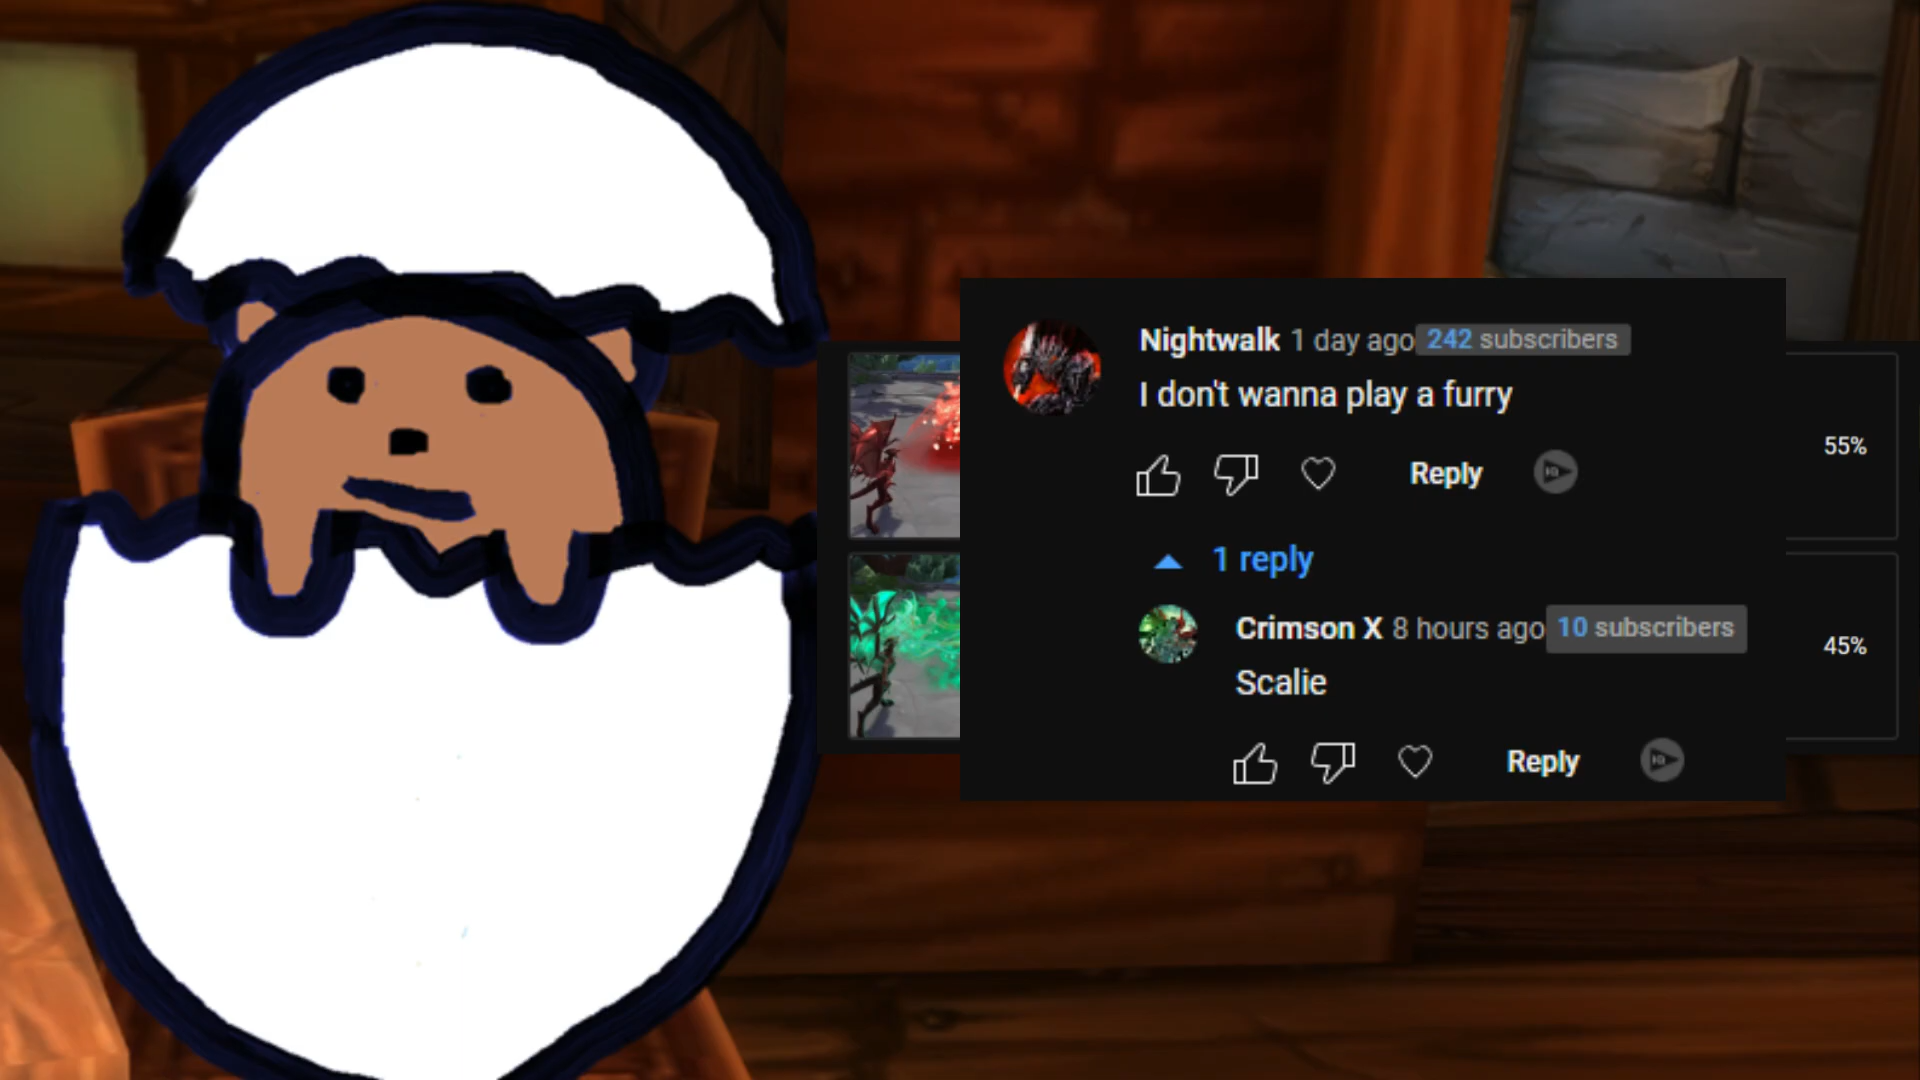 Nightwalk 1 day ago 242 subscribers
I don't wanna play a furry
Reply
55%
1 reply
Crimson X 8 hours ago 10 subscribers
45%
Scalie
Reply